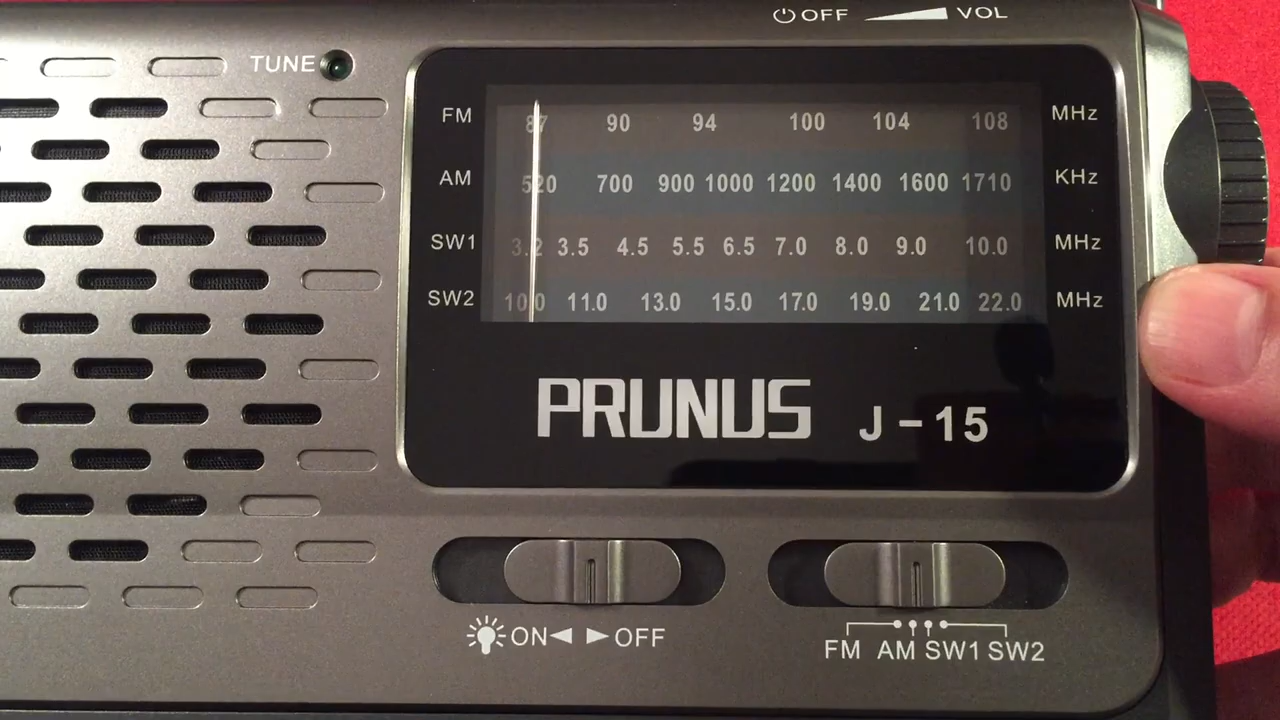 OFF VOL
TUNE
FM 87 90 94 100 104 108 MHz
AM 520 700 900 1000 1200 1400 1600 1710 KHz
SW1 3.2 3.5 4.5 5.5 6.5 7.0 8.0 9.0 10.0 MHz
SW2 10.0 11.0 13.0 15.0 17.0 19.0 21.0 22.0 MHz
PRUNUS J-15
ON◀ ▶OFF
FM AM SW1 SW2